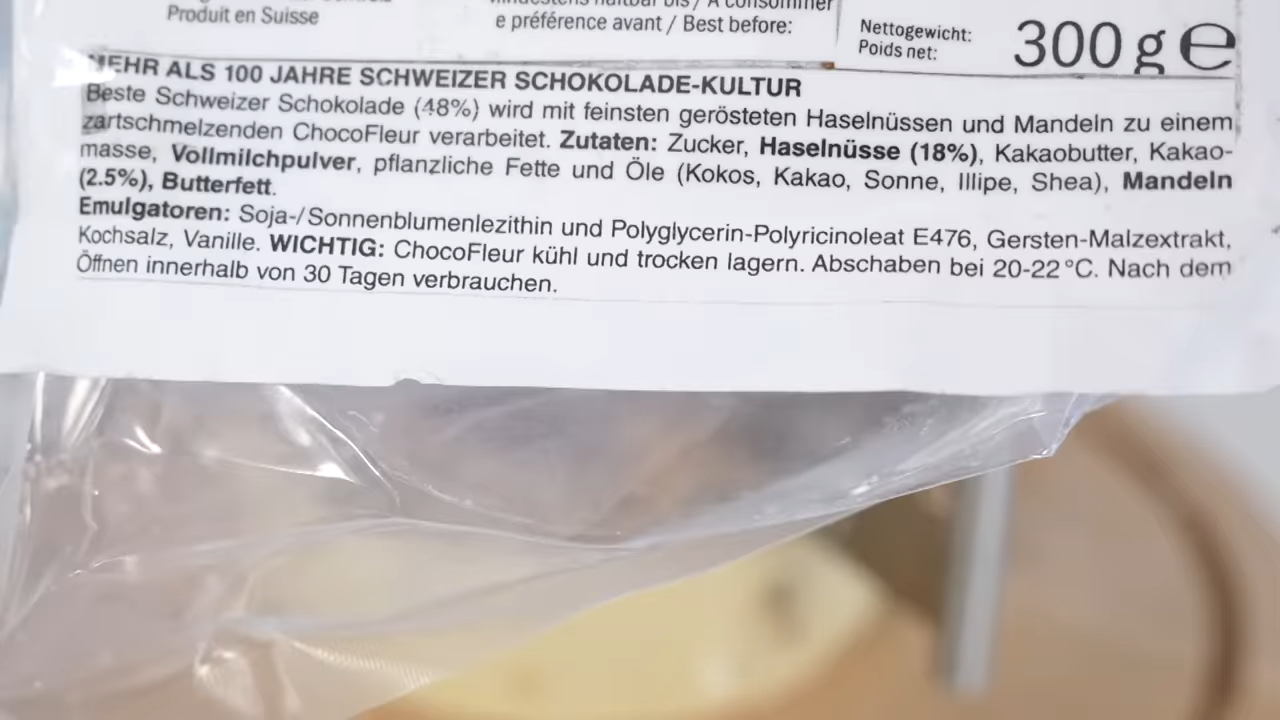 Produit en Suisse
mindestens haltbar bis / À consommer
e préférence avant / Best before:
Nettogewicht:
Poids net:
300 g ℮
MEHR ALS 100 JAHRE SCHWEIZER SCHOKOLADE-KULTUR
Beste Schweizer Schokolade (48%) wird mit feinsten gerösteten Haselnüssen und Mandeln zu einem
zartschmelzenden ChocoFleur verarbeitet. Zutaten: Zucker, Haselnüsse (18%), Kakaobutter, Kakao-
masse, Vollmilchpulver, pflanzliche Fette und Öle (Kokos, Kakao, Sonne, Illipe, Shea), Mandeln
(2.5%), Butterfett.
Emulgatoren: Soja-/Sonnenblumenlezithin und Polyglycerin-Polyricinoleat E476, Gersten-Malzextrakt,
Kochsalz, Vanille. WICHTIG: ChocoFleur kühl und trocken lagern. Abschaben bei 20-22 °C. Nach dem
Öffnen innerhalb von 30 Tagen verbrauchen.